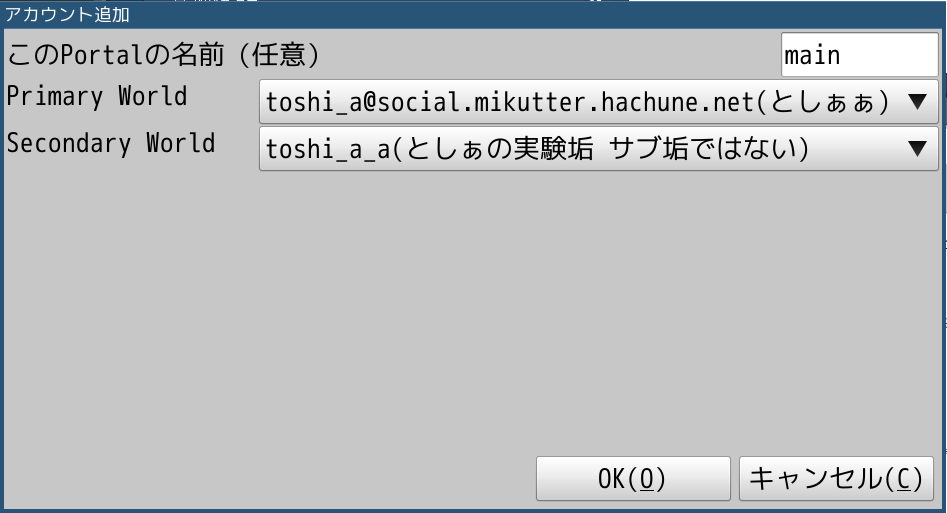 アカウント追加
このPortalの名前 (任意) main
Primary World toshi_a@social.mikutter.hachune.net(としぁぁ) ▼
Secondary World toshi_a_a(としぁの実験垢 サブ垢ではない) ▼
OK(O) キャンセル(C)